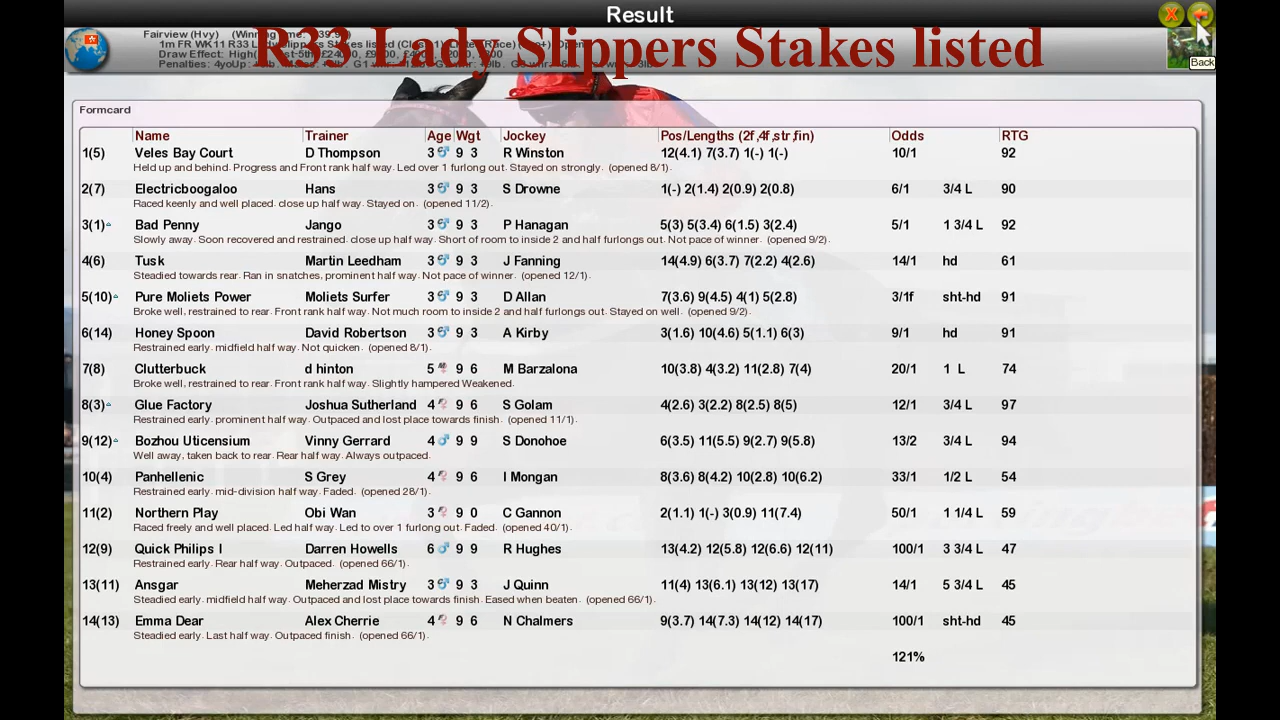 Result
R33 Lady Slippers Stakes listed
Fairview (Hvy)
Back
Formcard
Name Trainer Age Wgt Jockey Pos/Lengths (2f,4f,str,fin) Odds RTG
1(5) Veles Bay Court D Thompson 3 9 3 R Winston 12(4.1) 7(3.7) 1(-) 1(-) 10/1 92
Held up and behind. Progress and Front rank half way. Led over 1 furlong out. Stayed on strongly. (opened 8/1).
2(7) Electricboogaloo Hans 3 9 3 S Drowne 1(-) 2(1.4) 2(0.9) 2(0.8) 6/1 3/4 L 90
Raced keenly and well placed. close up half way. Stayed on. (opened 11/2).
3(1) Bad Penny Jango 3 9 3 P Hanagan 5(3) 5(3.4) 6(1.5) 3(2.4) 5/1 1 3/4 L 92
Slowly away. Soon recovered and restrained. close up half way. Short of room to inside 2 and half furlongs out. Not pace of winner. (opened 9/2).
4(6) Tusk Martin Leedham 3 9 3 J Fanning 14(4.9) 6(3.7) 7(2.2) 4(2.6) 14/1 hd 61
Steadied towards rear. Ran in snatches, prominent half way. Not pace of winner. (opened 12/1).
5(10) Pure Moliets Power Moliets Surfer 3 9 3 D Allan 7(3.6) 9(4.5) 4(1) 5(2.8) 3/1f sht-hd 91
Broke well, restrained to rear. Front rank half way. Not much room to inside 2 and half furlongs out. Stayed on well. (opened 9/2).
6(14) Honey Spoon David Robertson 3 9 3 A Kirby 3(1.6) 10(4.6) 5(1.1) 6(3) 9/1 hd 91
Restrained early. midfield half way. Not quicken. (opened 8/1).
7(8) Clutterbuck d hinton 5 9 6 M Barzalona 10(3.8) 4(3.2) 11(2.8) 7(4) 20/1 1 L 74
Broke well, restrained to rear. Front rank half way. Slightly hampered Weakened.
8(3) Glue Factory Joshua Sutherland 4 9 6 S Golam 4(2.6) 3(2.2) 8(2.5) 8(5) 12/1 3/4 L 97
Restrained early. prominent half way. Outpaced and lost place towards finish. (opened 11/1).
9(12) Bozhou Uticensium Vinny Gerrard 4 9 9 S Donohoe 6(3.5) 11(5.5) 9(2.7) 9(5.8) 13/2 3/4 L 94
Well away, taken back to rear. Rear half way. Always outpaced.
10(4) Panhellenic S Grey 4 9 6 I Mongan 8(3.6) 8(4.2) 10(2.8) 10(6.2) 33/1 1/2 L 54
Restrained early. mid-division half way. Faded. (opened 28/1).
11(2) Northern Play Obi Wan 3 9 0 C Gannon 2(1.1) 1(-) 3(0.9) 11(7.4) 50/1 1 1/4 L 59
Raced freely and well placed. Led half way. Led to over 1 furlong out. Faded. (opened 40/1).
12(9) Quick Philips I Darren Howells 6 9 9 R Hughes 13(4.2) 12(5.8) 12(6.6) 12(11) 100/1 3 3/4 L 47
Restrained early. Rear half way. Outpaced. (opened 66/1).
13(11) Ansgar Meherzad Mistry 3 9 3 J Quinn 11(4) 13(6.1) 13(12) 13(17) 14/1 5 3/4 L 45
Steadied early. midfield half way. Outpaced and lost place towards finish. Eased when beaten. (opened 66/1).
14(13) Emma Dear Alex Cherrie 4 9 6 N Chalmers 9(3.7) 14(7.3) 14(12) 14(17) 100/1 sht-hd 45
Steadied early. Last half way. Outpaced finish. (opened 66/1).
121%